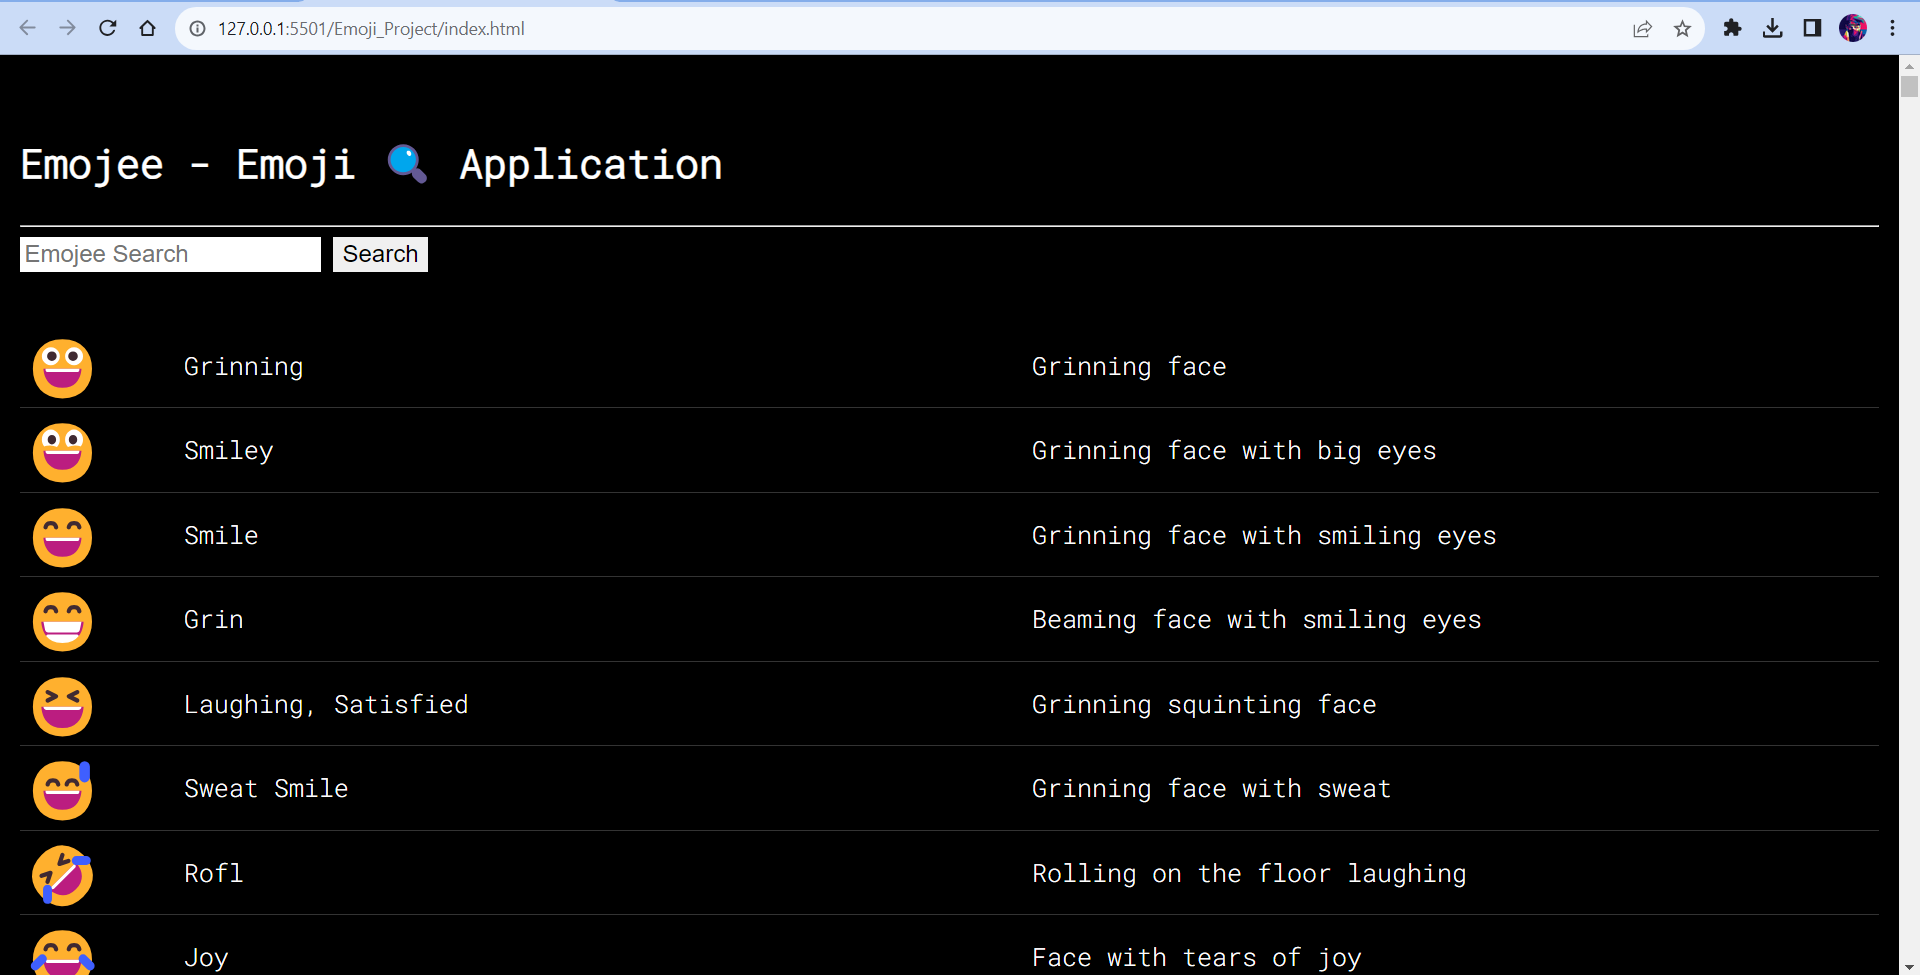 127.0.0.1:5501/Emoji_Project/index.html
Emojee - Emoji 🔍 Application
Emojee Search Search
Grinning Grinning face
Smiley Grinning face with big eyes
Smile Grinning face with smiling eyes
Grin Beaming face with smiling eyes
Laughing, Satisfied Grinning squinting face
Sweat Smile Grinning face with sweat
Rofl Rolling on the floor laughing
Joy Face with tears of joy